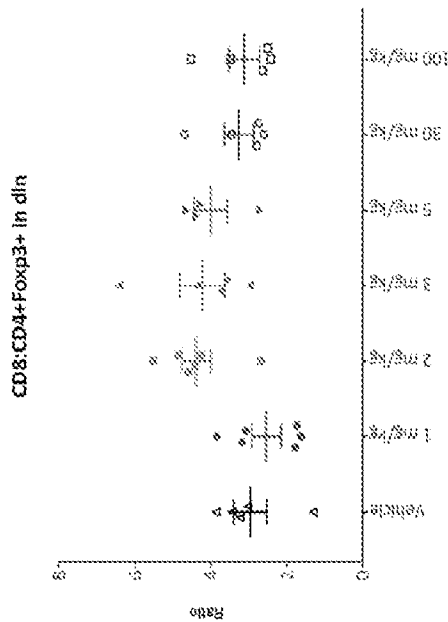 CD8:CD4+Foxp3+ in dln
Ratio
8
6
4
2
0
Vehicle
1 mg/kg
2 mg/kg
3 mg/kg
5 mg/kg
30 mg/kg
100 mg/kg